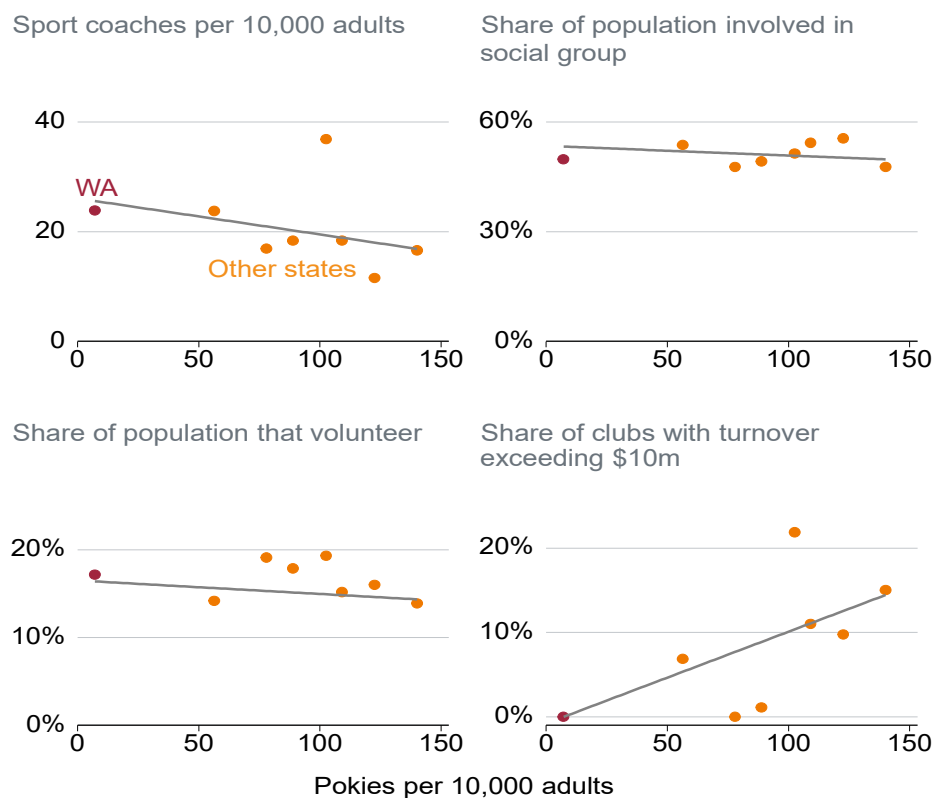 Sport coaches per 10,000 adults
40
20
0
WA
Other states
0 50 100 150
Share of population involved in
social group
60%
30%
0%
0 50 100 150
Share of population that volunteer
20%
10%
0%
0 50 100 150
Share of clubs with turnover
exceeding $10m
20%
10%
0%
0 50 100 150
Pokies per 10,000 adults